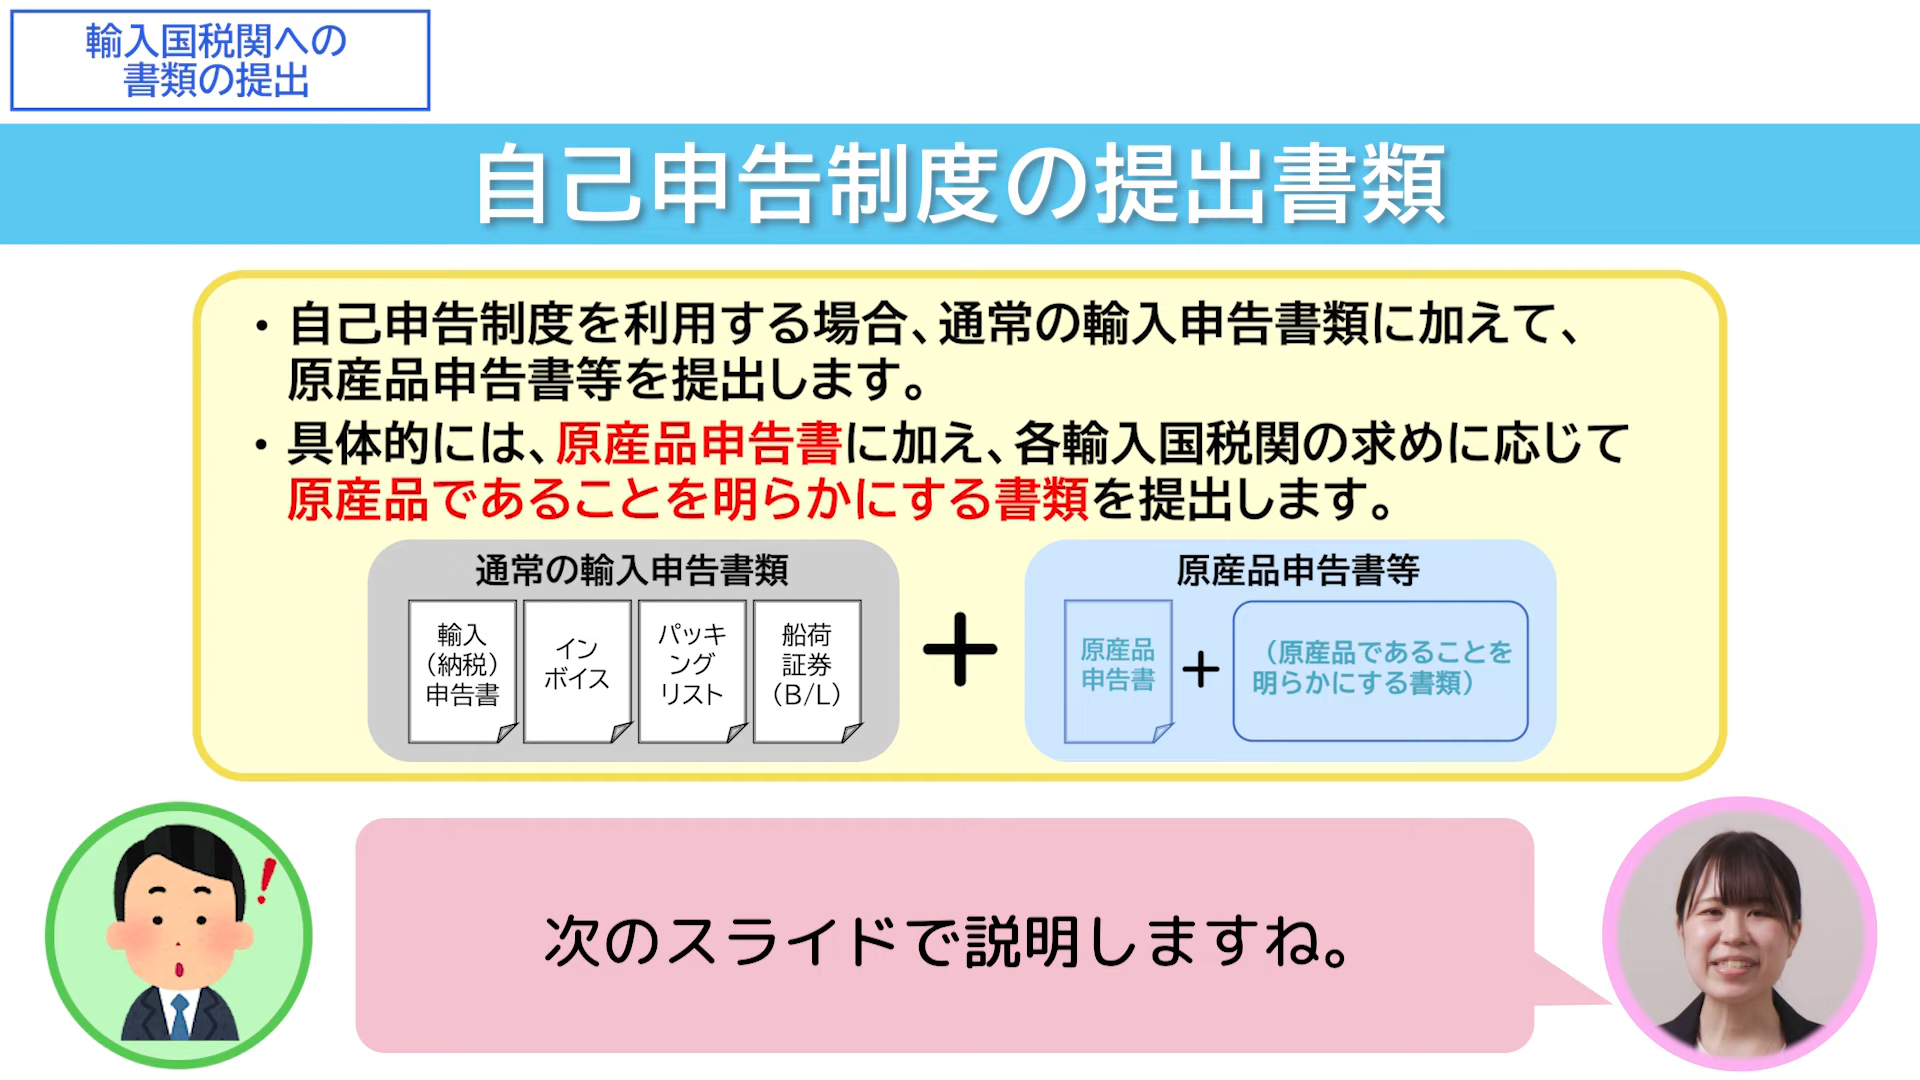 輸入国税関への
書類の提出
自己申告制度の提出書類
・自己申告制度を利用する場合、通常の輸入申告書類に加えて、
原産品申告書等を提出します。
・具体的には、原産品申告書に加え、各輸入国税関の求めに応じて
原産品であることを明らかにする書類を提出します。
通常の輸入申告書類
輸入
（納税）
申告書
イン
ボイス
パッキ
ング
リスト
船荷
証券
（B/L）
+
原産品申告書等
原産品
申告書
+
（原産品であることを
明らかにする書類）
!
次のスライドで説明しますね。